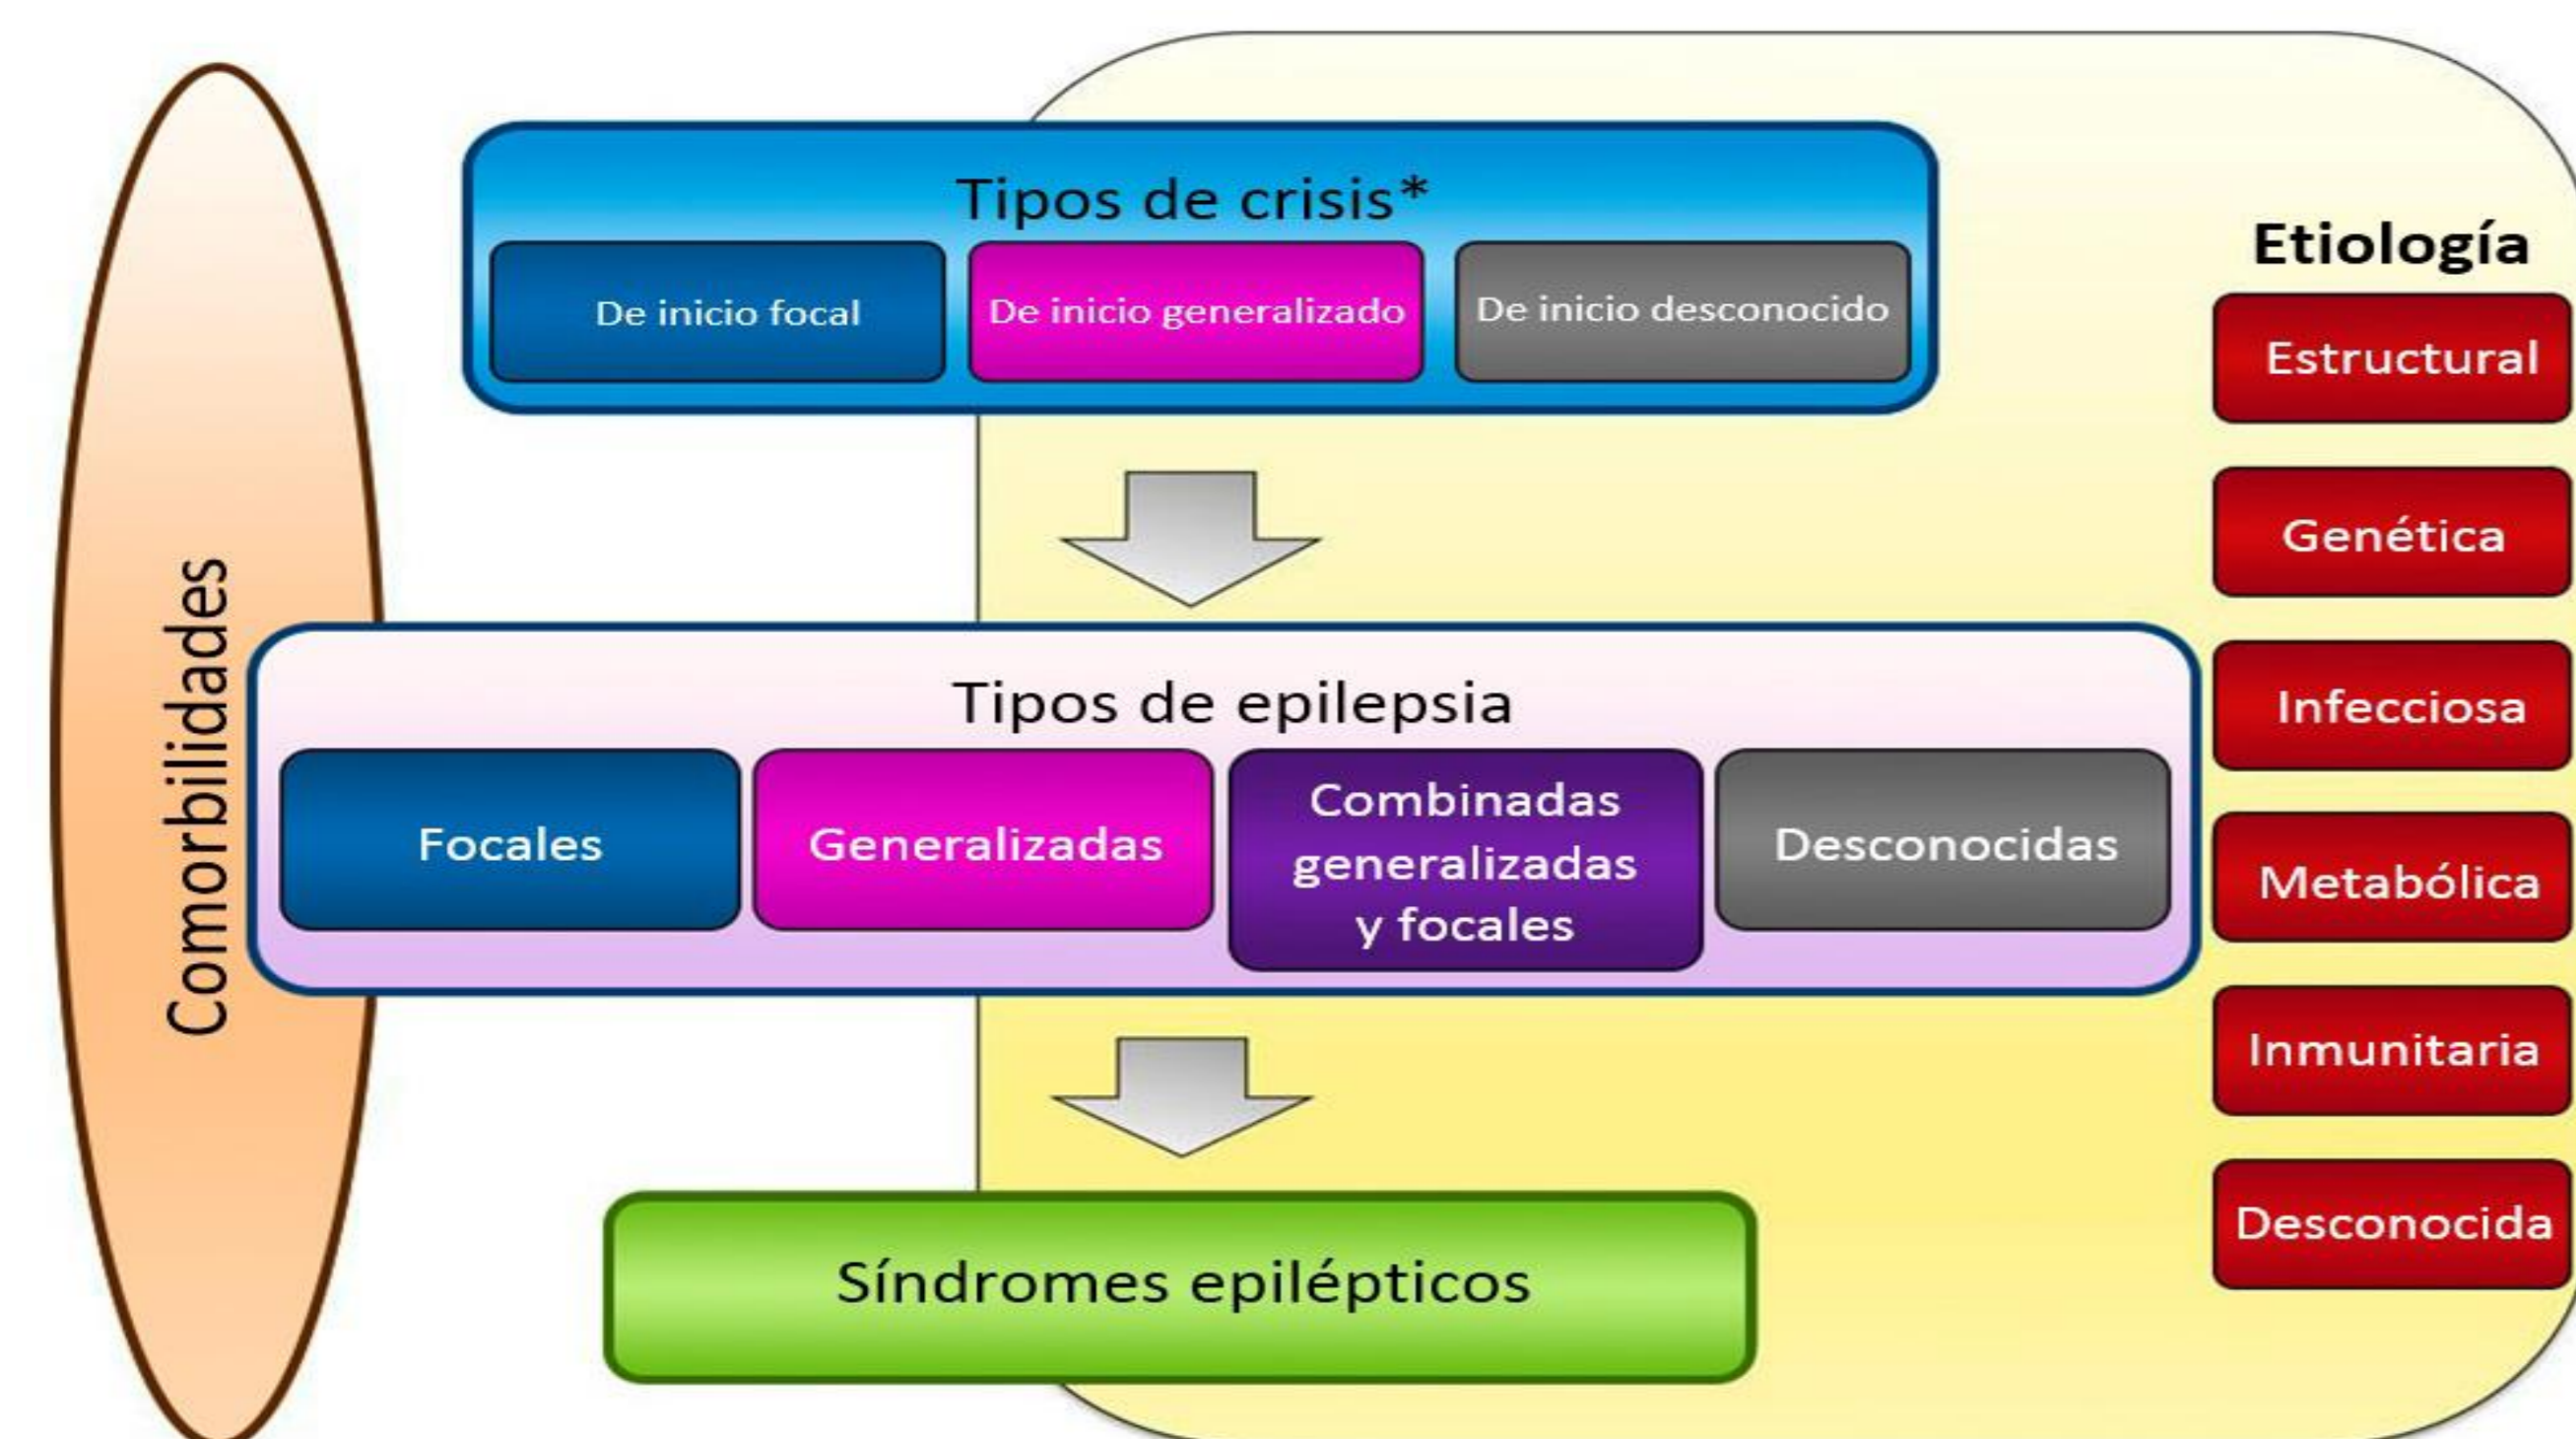 Tipos de crisis*
De inicio focal
De inicio generalizado
De inicio desconocido
Comorbilidades
Tipos de epilepsia
Focales
Generalizadas
Combinadas
generalizadas
y focales
Desconocidas
Síndromes epilépticos
Etiología
Estructural
Genética
Infecciosa
Metabólica
Inmunitaria
Desconocida